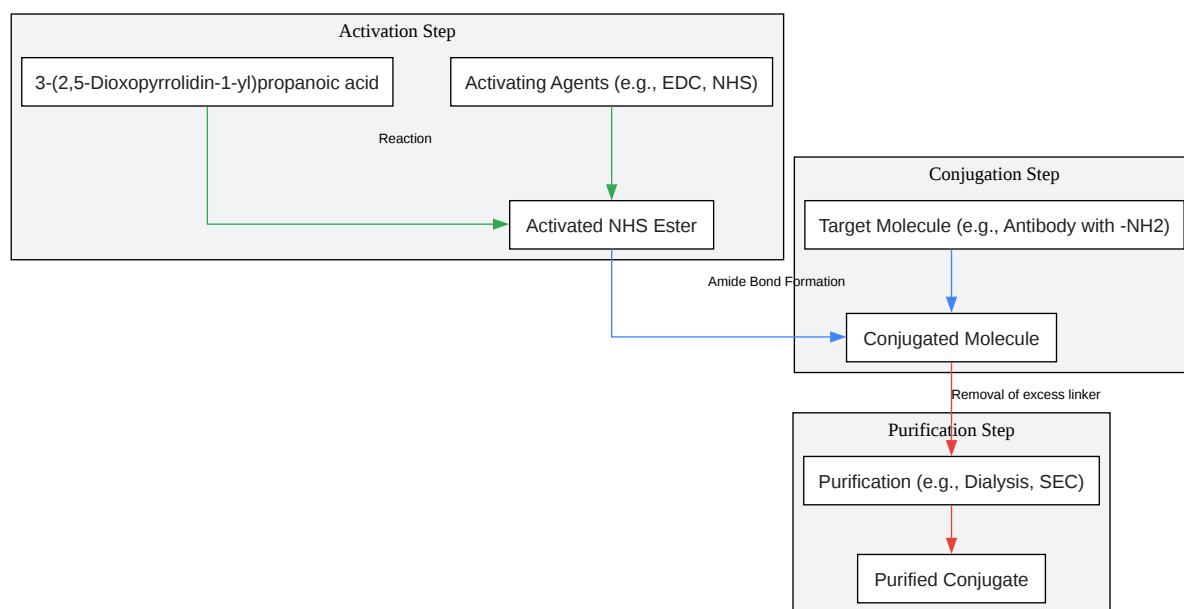 Activation Step
3-(2,5-Dioxopyrrolidin-1-yl)propanoic acid
Activating Agents (e.g., EDC, NHS)
Reaction
Activated NHS Ester
Conjugation Step
Target Molecule (e.g., Antibody with -NH2)
Amide Bond Formation
Conjugated Molecule
Removal of excess linker
Purification Step
Purification (e.g., Dialysis, SEC)
Purified Conjugate